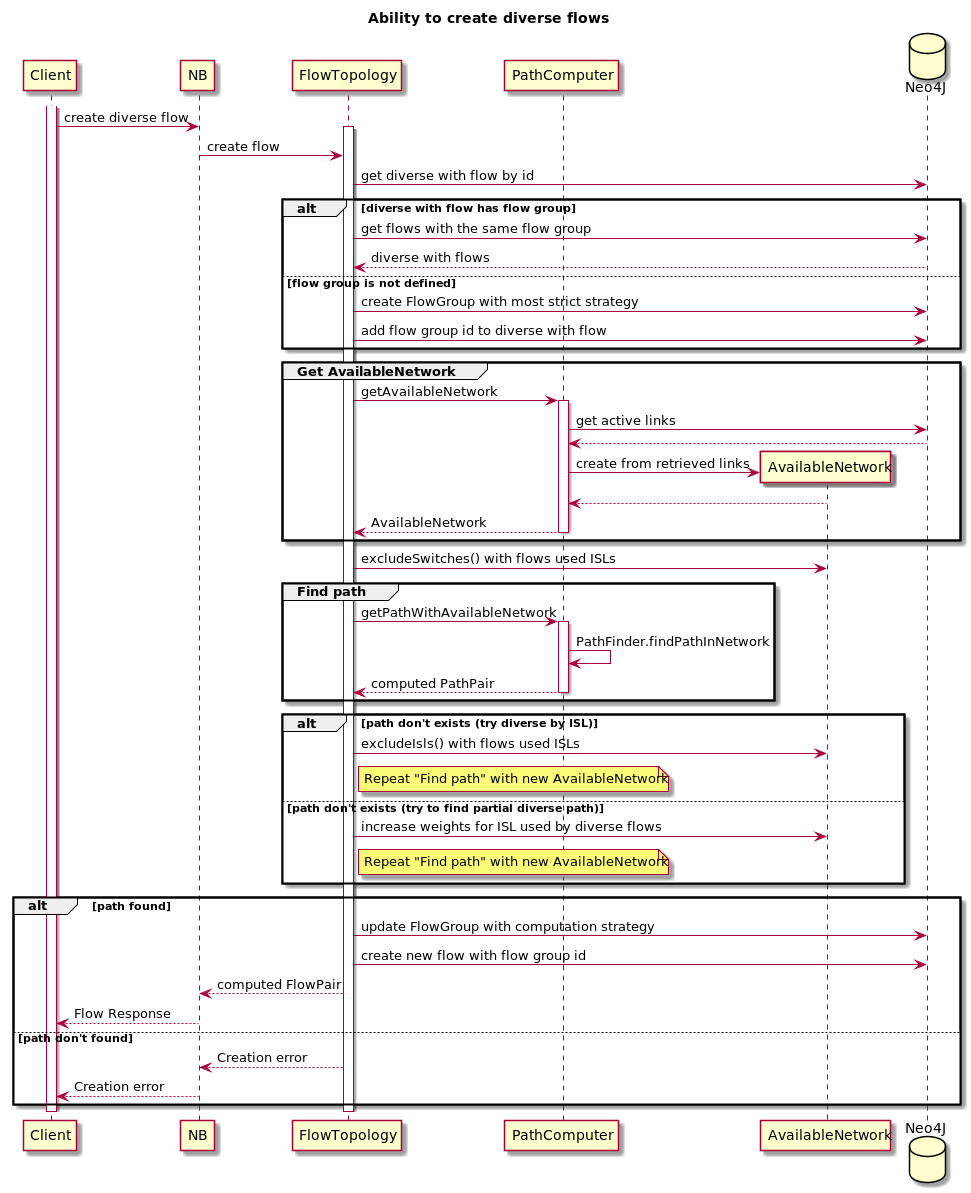 Ability to create diverse flows
Client
NB
FlowTopology
PathComputer
Neo4J
create diverse flow
create flow
get diverse with flow by id
alt
[diverse with flow has flow group]
get flows with the same flow group
diverse with flows
[flow group is not defined]
create FlowGroup with most strict strategy
add flow group id to diverse with flow
Get AvailableNetwork
getAvailableNetwork
get active links
create from retrieved links
AvailableNetwork
AvailableNetwork
excludeSwitches() with flows used ISLs
Find path
getPathWithAvailableNetwork
PathFinder.findPathInNetwork
computed PathPair
alt
[path don't exists (try diverse by ISL)]
excludeIsls() with flows used ISLs
Repeat "Find path" with new AvailableNetwork
[path don't exists (try to find partial diverse path)]
increase weights for ISL used by diverse flows
Repeat "Find path" with new AvailableNetwork
alt
[path found]
update FlowGroup with computation strategy
create new flow with flow group id
computed FlowPair
Flow Response
[path don't found]
Creation error
Creation error
Client
NB
FlowTopology
PathComputer
AvailableNetwork
Neo4J